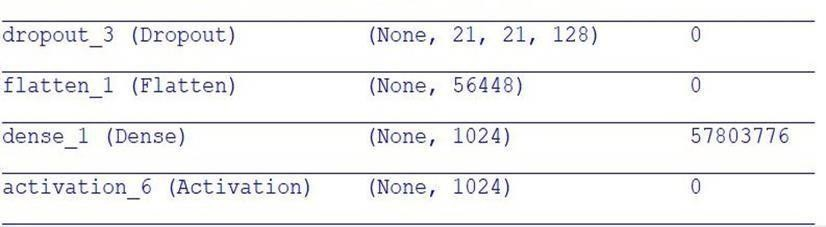 dropout_3 (Dropout) (None, 21, 21, 128) 0
flatten_1 (Flatten) (None, 56448) 0
dense_1 (Dense) (None, 1024) 57803776
activation_6 (Activation) (None, 1024) 0